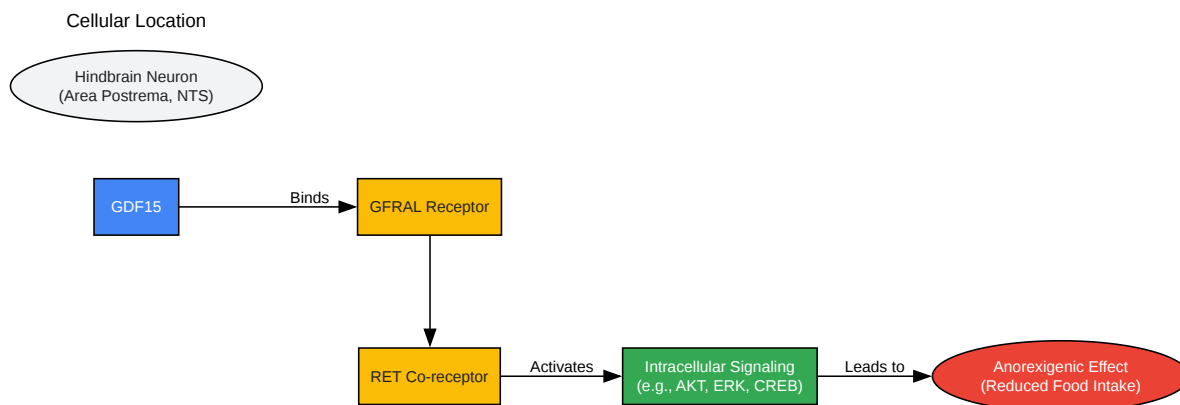 Cellular Location
Hindbrain Neuron
(Area Postrema, NTS)
GDF15
Binds
GFRAL Receptor
RET Co-receptor
Activates
Intracellular Signaling
(e.g., AKT, ERK, CREB)
Leads to
Anorexigenic Effect
(Reduced Food Intake)